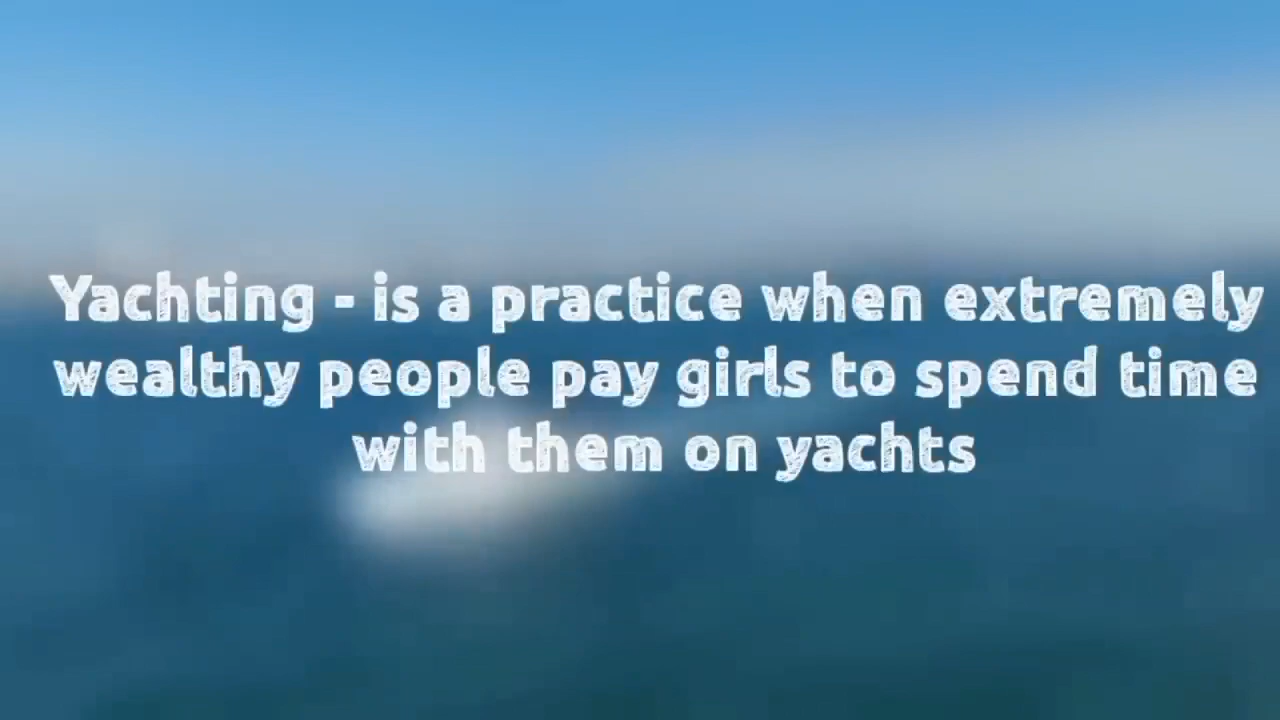 Yachting - is a practice when extremely
wealthy people pay girls to spend time
with them on yachts